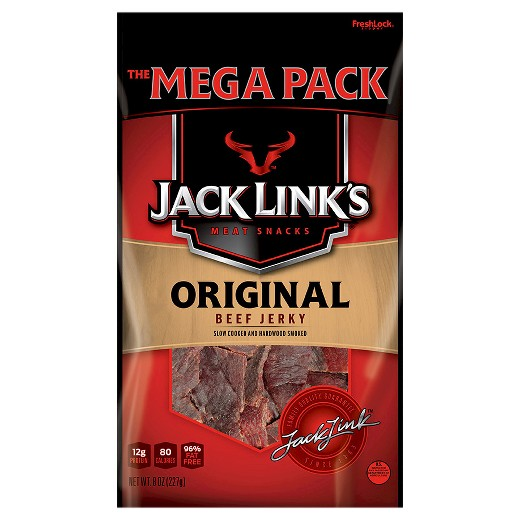 FRESHLOCK
THE MEGA PACK
JACK LINK'S
MEAT SNACKS
ORIGINAL
BEEF JERKY
SLOW COOKED AND HARDWOOD SMOKED
Jack Link
12g
PROTEIN
80
CALORIES
96%
FAT FREE
NET WT. 8 OZ (227g)